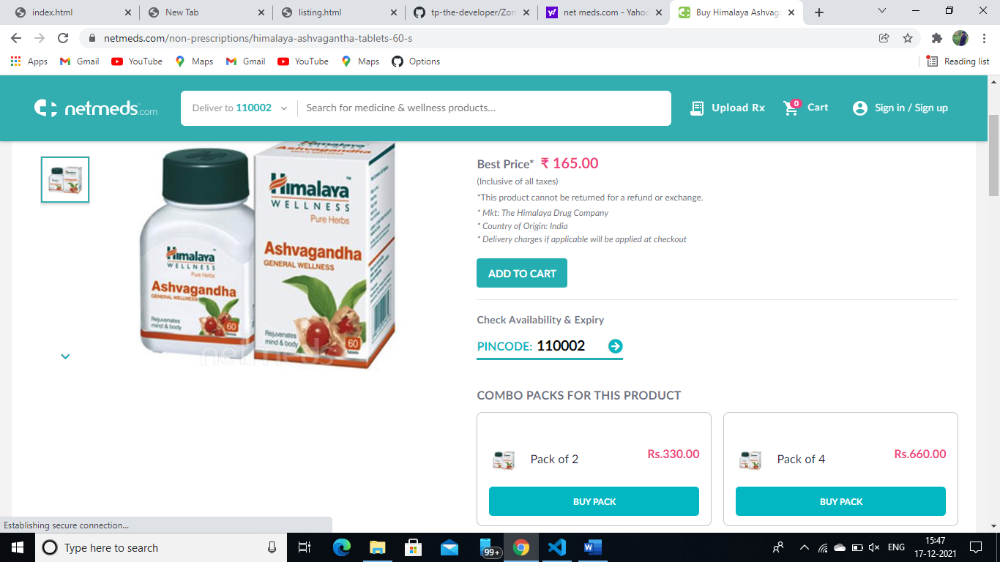 index.html
New Tab
listing.html
tp-the-developer/Zom
net meds.com - Yahoo
Buy Himalaya Ashvaga
netmeds.com/non-prescriptions/himalaya-ashvagantha-tablets-60-s
Apps
Gmail
YouTube
Maps
Gmail
YouTube
Maps
Options
Reading list
netmeds.com
Deliver to 110002
Search for medicine & wellness products...
Upload Rx
0
Cart
Sign in / Sign up
Himalaya
WELLNESS
Pure Herbs
Ashvagandha
GENERAL WELLNESS
Rejuvenates
mind & body
60
Tablets
Himalaya
Ashvagandha
MEN'S WELLNESS
Himalaya™
WELLNESS
Pure Herbs
Ashvagandha
GENERAL WELLNESS
Rejuvenates
mind & body
60
Tablets
netmeds
Best Price* ₹ 165.00
(Inclusive of all taxes)
*This product cannot be returned for a refund or exchange.
* Mkt: The Himalaya Drug Company
* Country of Origin: India
* Delivery charges if applicable will be applied at checkout
ADD TO CART
Check Availability & Expiry
PINCODE: 110002
COMBO PACKS FOR THIS PRODUCT
Pack of 2
Rs.330.00
BUY PACK
Pack of 4
Rs.660.00
BUY PACK
Establishing secure connection...
Type here to search
99+
ENG
15:47
17-12-2021